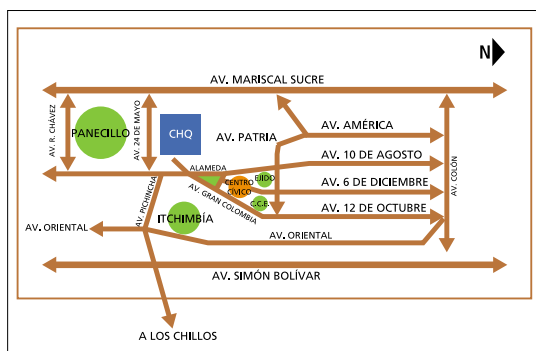 N
AV. MARISCAL SUCRE
AV. R. CHÁVEZ
PANECILLO
AV. 24 DE MAYO
CHQ
AV. PATRIA
AV. AMÉRICA
AV. 10 DE AGOSTO
ALAMEDA
CENTRO
CÍVICO
EJIDO
AV. 6 DE DICIEMBRE
C.C.E.
AV. 12 DE OCTUBRE
AV. COLÓN
AV. GRAN COLOMBIA
AV. PICHINCHA
ITCHIMBÍA
AV. ORIENTAL
AV. ORIENTAL
AV. SIMÓN BOLÍVAR
A LOS CHILLOS